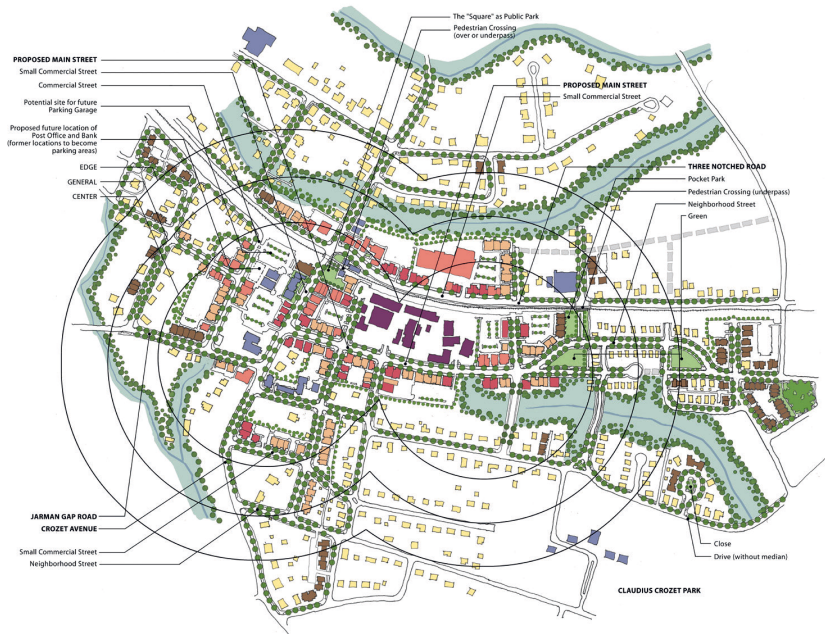 The "Square" as Public Park
Pedestrian Crossing
(over or underpass)
PROPOSED MAIN STREET
Small Commercial Street
Commercial Street
Potential site for future
Parking Garage
Proposed future location of
Post Office and Bank
(former locations to become
parking areas)
EDGE
GENERAL
CENTER
PROPOSED MAIN STREET
Small Commercial Street
THREE NOTCHED ROAD
Pocket Park
Pedestrian Crossing (underpass)
Neighborhood Street
Green
JARMAN GAP ROAD
CROZET AVENUE
Small Commercial Street
Neighborhood Street
Close
Drive (without median)
CLAUDIUS CROZET PARK